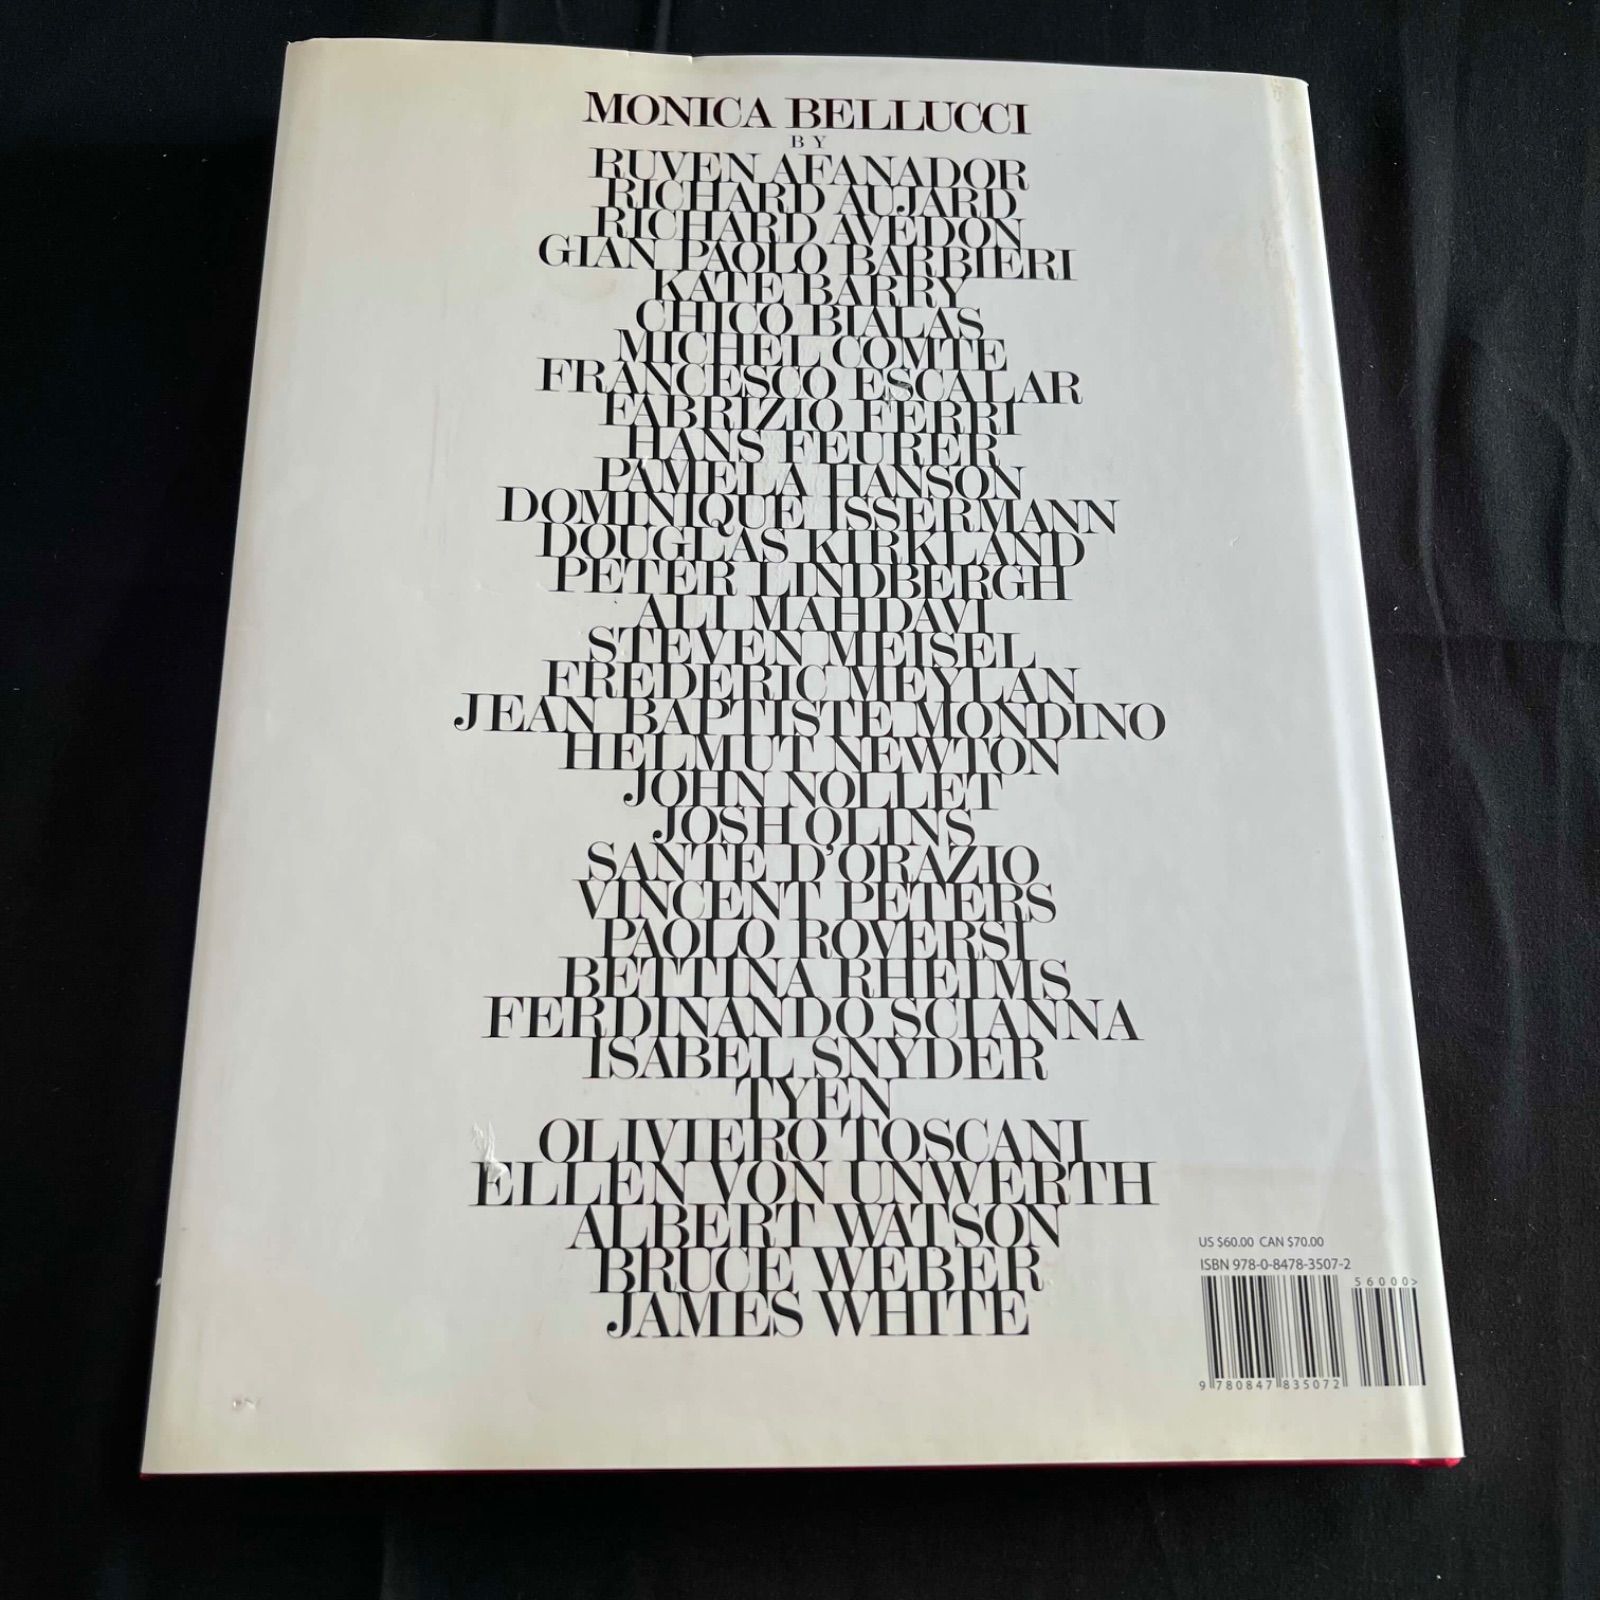 MONICA BELLUCCI
BY
RUVEN AFANADOR
RICHARD AUJARD
RICHARD AVEDON
GIAN PAOLO BARBIERI
KATE BARRY
CHICO BIALAS
MICHEL COMTE
FRANCESCO ESCALAR
FABRIZIO FERRI
HANS FEURER
PAMELA HANSON
DOMINIQUE ISSERMANN
DOUGLAS KIRKLAND
PETER LINDBERGH
ALI MAHDAVI
STEVEN MEISEL
FREDERIC MEYLAN
JEAN BAPTISTE MONDINO
HELMUT NEWTON
JOHN NOLLET
JOSH OLINS
SANTE D'ORAZIO
VINCENT PETERS
PAOLO ROVERSI
BETTINA RHEIMS
FERDINANDO SCIANNA
ISABEL SNYDER
TYEN
OLIVIERO TOSCANI
ELLEN VON UNWERTH
ALBERT WATSON
BRUCE WEBER
JAMES WHITE
US $60.00 CAN $70.00
ISBN 978-0-8478-3507-2
56000>
9 780847 835072